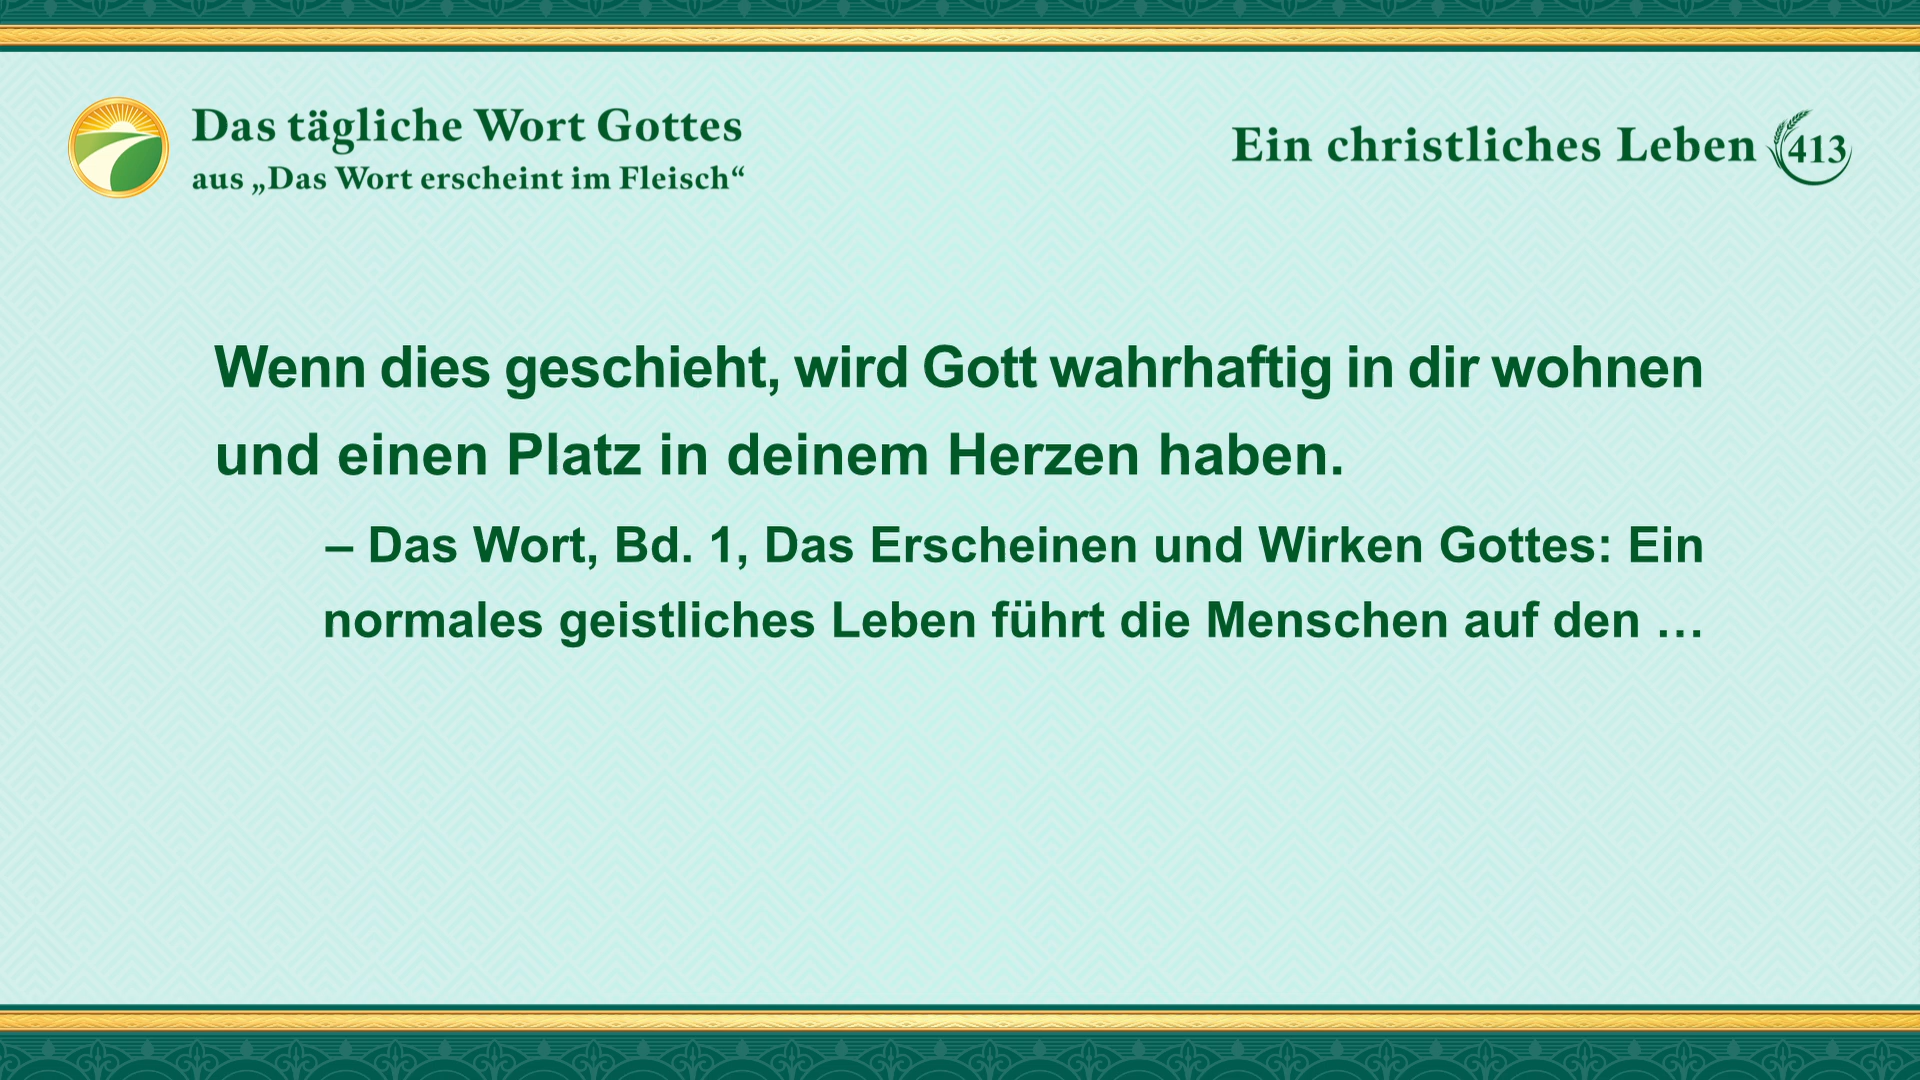 Das tägliche Wort Gottes
aus „Das Wort erscheint im Fleisch“
Ein christliches Leben 413
Wenn dies geschieht, wird Gott wahrhaftig in dir wohnen
und einen Platz in deinem Herzen haben.
– Das Wort, Bd. 1, Das Erscheinen und Wirken Gottes: Ein
normales geistliches Leben führt die Menschen auf den …